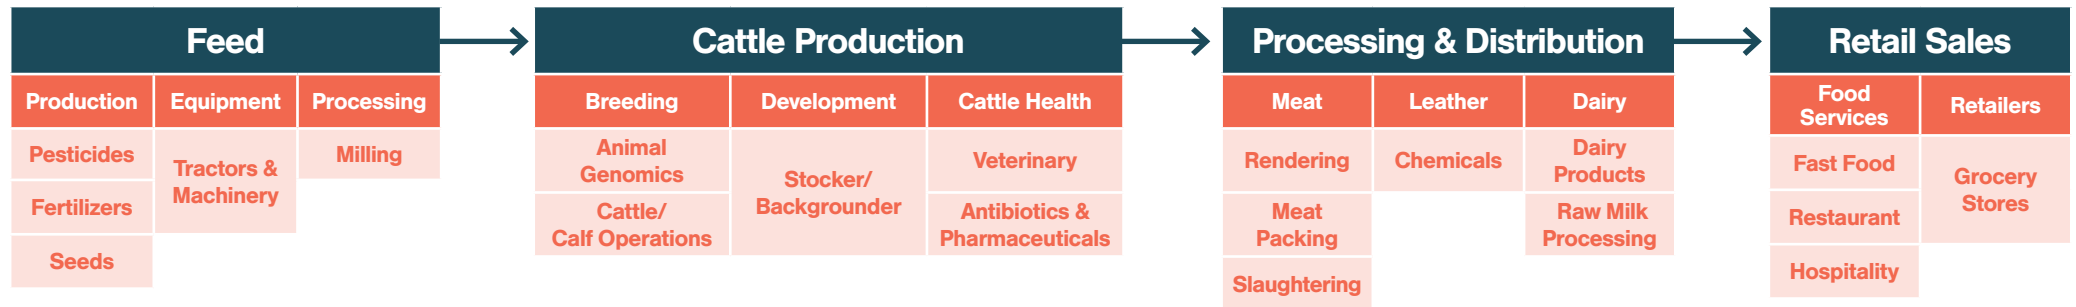 Feed
Production
Equipment
Processing
Pesticides
Tractors &
Machinery
Milling
Fertilizers
Seeds
Cattle Production
Breeding
Development
Cattle Health
Animal
Genomics
Stocker/
Backgrounder
Veterinary
Cattle/
Calf Operations
Antibiotics &
Pharmaceuticals
Processing & Distribution
Meat
Leather
Dairy
Rendering
Chemicals
Dairy
Products
Meat
Packing
Raw Milk
Processing
Slaughtering
Retail Sales
Food
Services
Retailers
Fast Food
Grocery
Stores
Restaurant
Hospitality